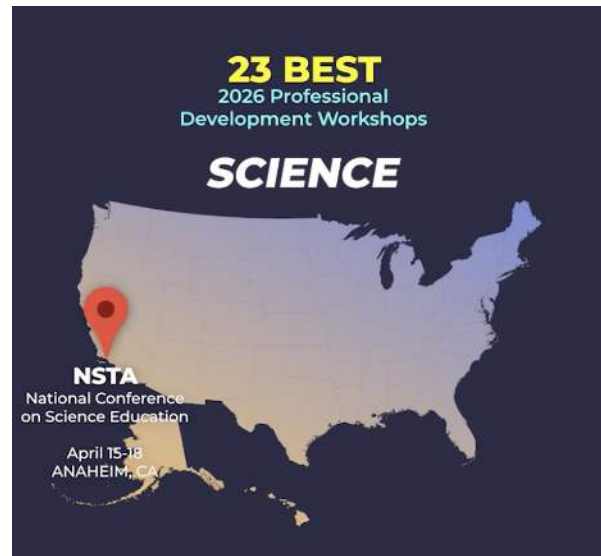 23 BEST
2026 Professional
Development Workshops
SCIENCE
NSTA
National Conference
on Science Education
April 15-18
ANAHEIM, CA